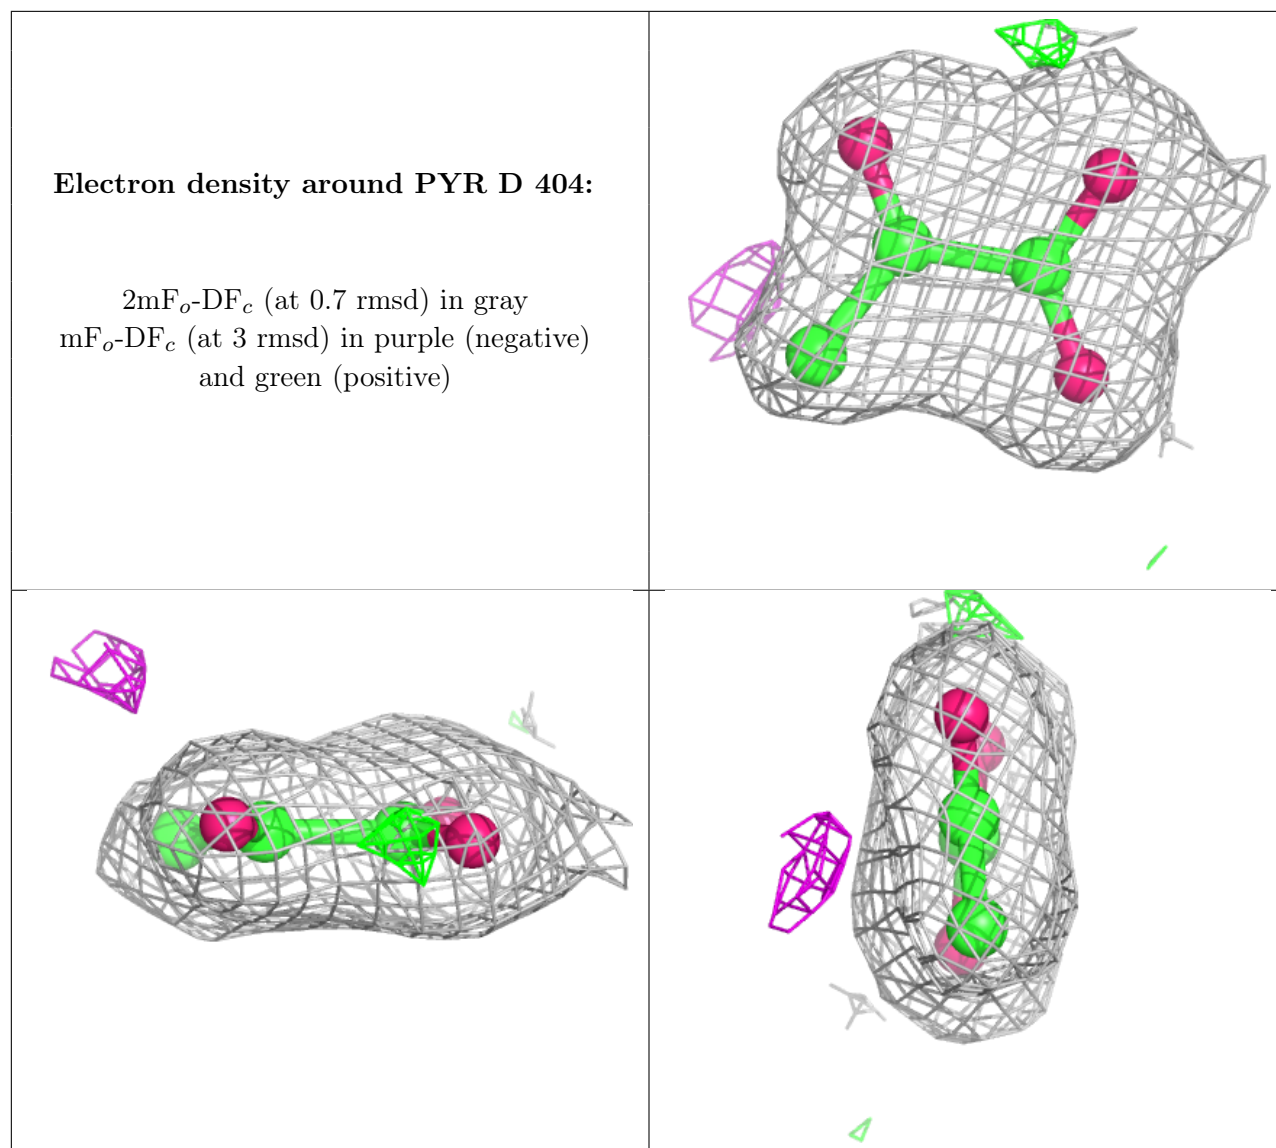 Electron density around PYR D 404:
2mFo-DFc (at 0.7 rmsd) in gray
mFo-DFc (at 3 rmsd) in purple (negative)
and green (positive)